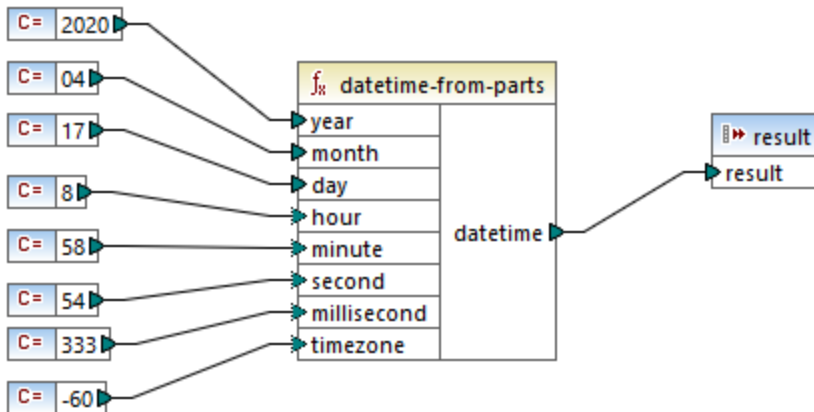 C= 2020
C= 04
C= 17
C= 8
C= 58
C= 54
C= 333
C= -60
fx datetime-from-parts
year
month
day
hour
minute
second
millisecond
timezone
datetime
result
result